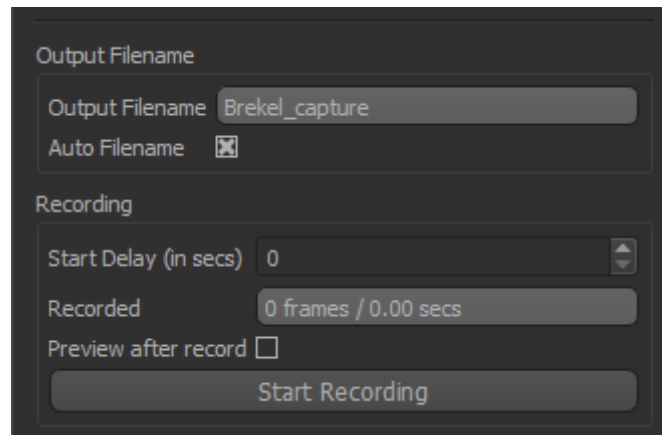 Output Filename
Output Filename Brekel_capture
Auto Filename
Recording
Start Delay (in secs) 0
Recorded 0 frames / 0.00 secs
Preview after record
Start Recording